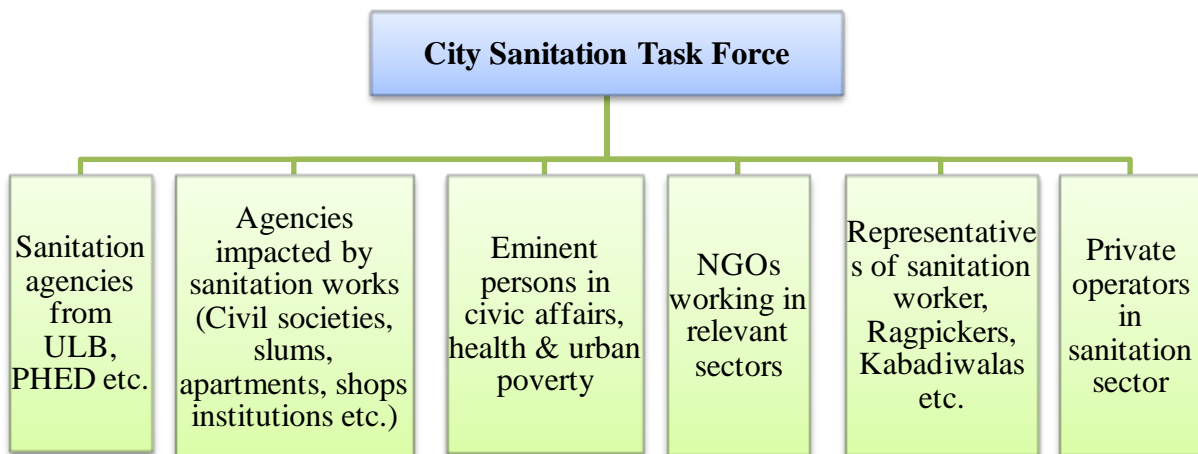 City Sanitation Task Force
Sanitation
agencies
from
ULB,
PHED etc.
Agencies
impacted by
sanitation works
(Civil societies,
slums,
apartments, shops
institutions etc.)
Eminent
persons in
civic affairs,
health & urban
poverty
NGOs
working in
relevant
sectors
Representative
s of sanitation
worker,
Ragpickers,
Kabadiwalas
etc.
Private
operators
in
sanitation
sector